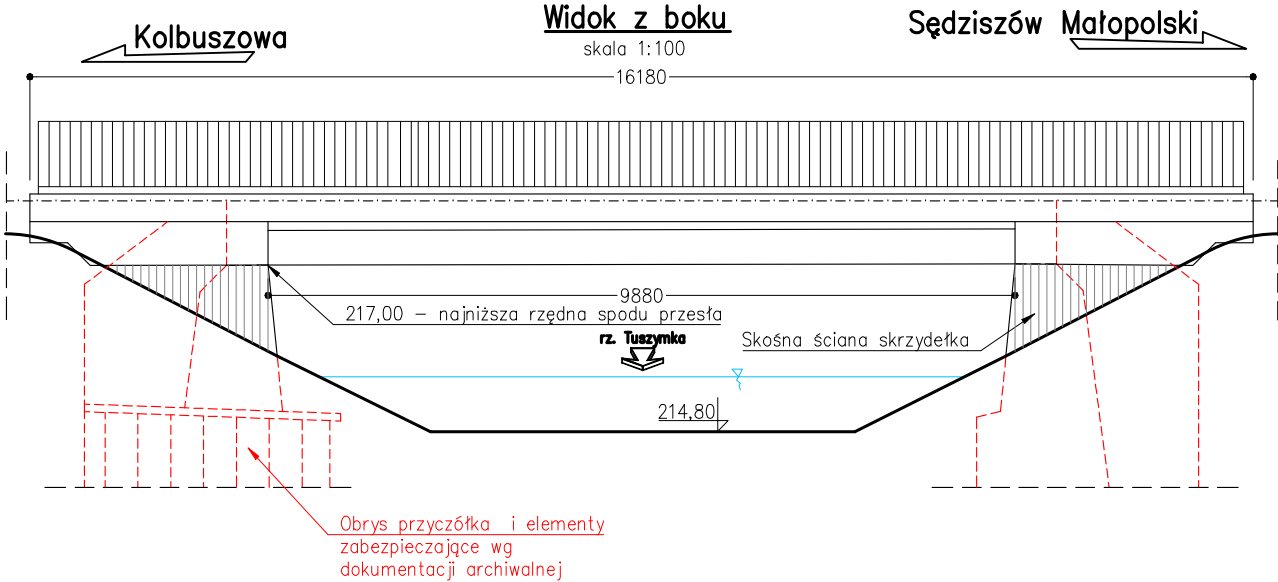 Widok z boku
skala 1:100
Kolbuszowa
Sędziszów Małopolski
16180
9880
217,00 – najniższa rzędna spodu przęsła
rz. Tuszymka
Skośna ściana skrzydełka
214,80
Obrys przyczółka i elementy
zabezpieczające wg
dokumentacji archiwalnej